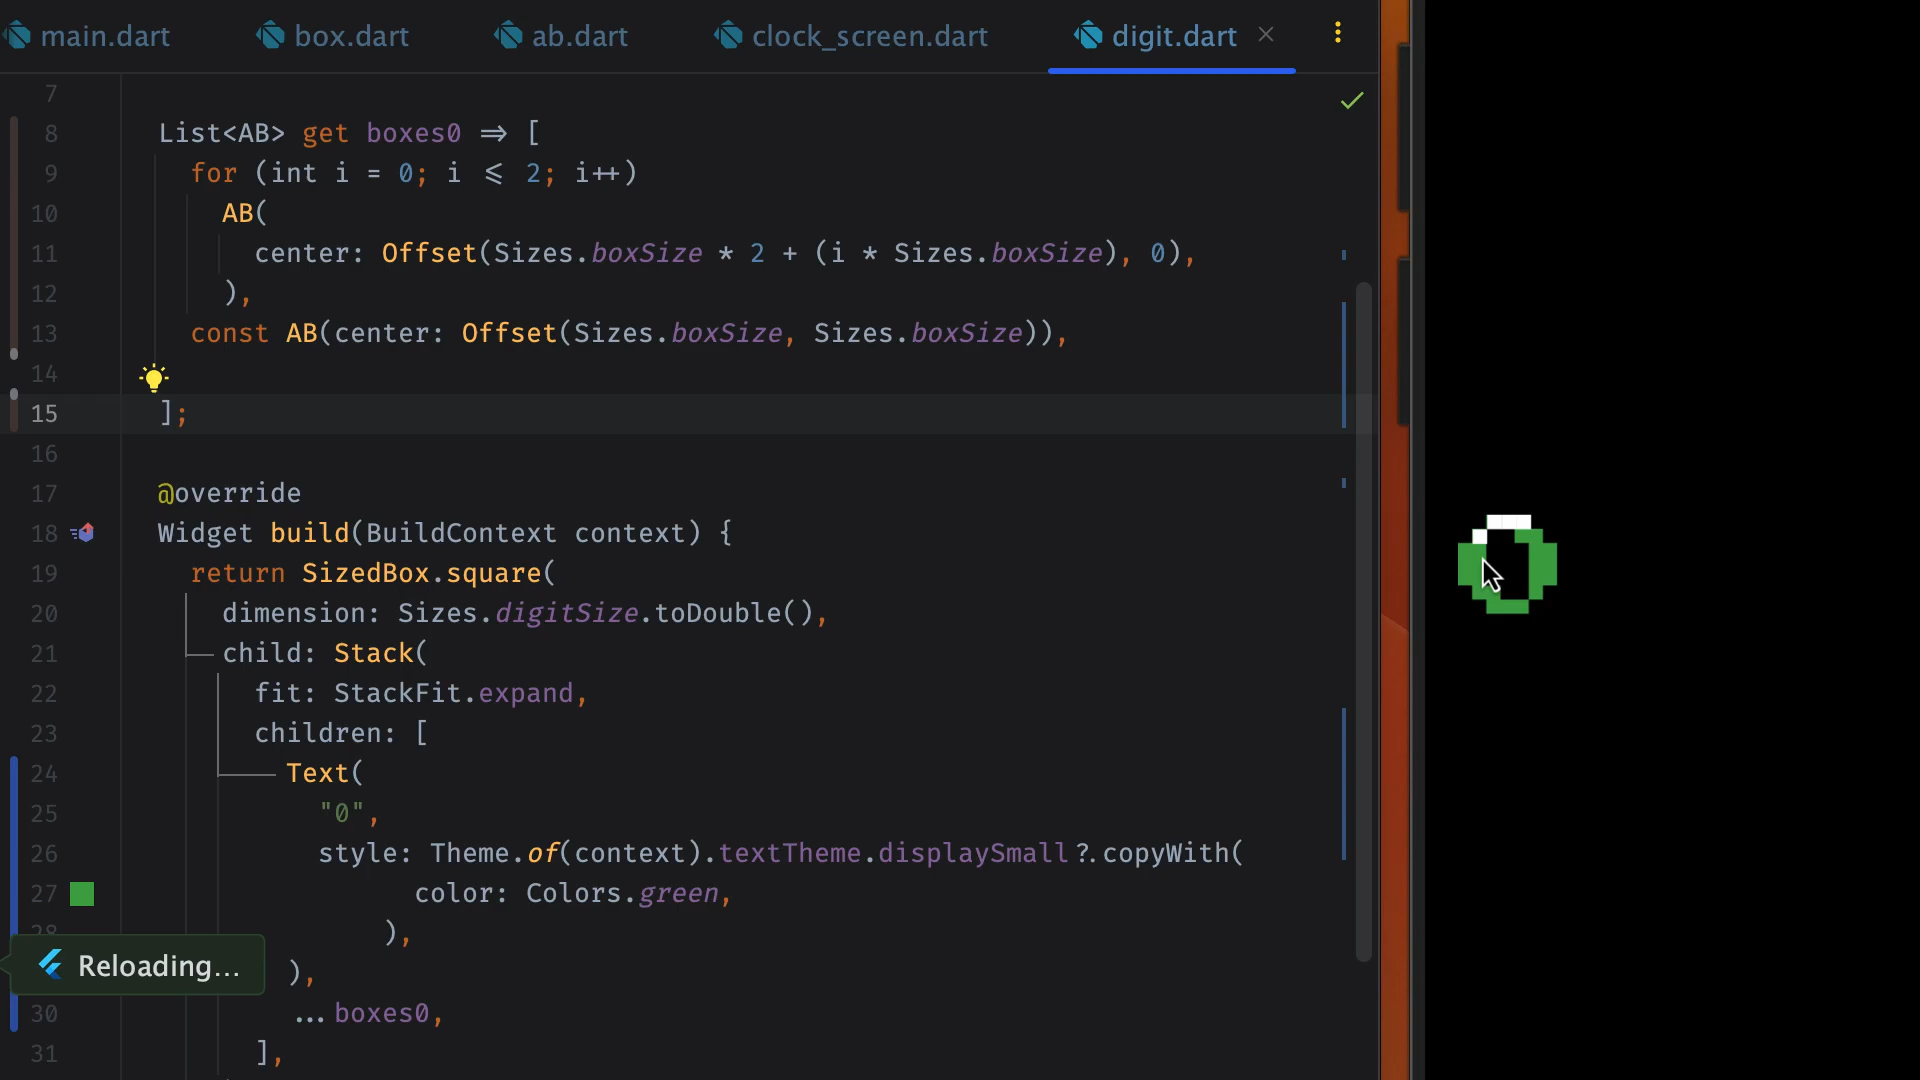 main.dart box.dart ab.dart clock_screen.dart digit.dart
7
8 List<AB> get boxes0 => [
9 for (int i = 0; i <= 2; i++)
10 AB(
11 center: Offset(Sizes.boxSize * 2 + (i * Sizes.boxSize), 0),
12 ),
13 const AB(center: Offset(Sizes.boxSize, Sizes.boxSize)),
14
15 ];
16
17 @override
18 Widget build(BuildContext context) {
19 return SizedBox.square(
20 dimension: Sizes.digitSize.toDouble(),
21 child: Stack(
22 fit: StackFit.expand,
23 children: [
24 Text(
25 "0",
26 style: Theme.of(context).textTheme.displaySmall?.copyWith(
27 color: Colors.green,
28 ),
Reloading...
),
30 ...boxes0,
31 ],